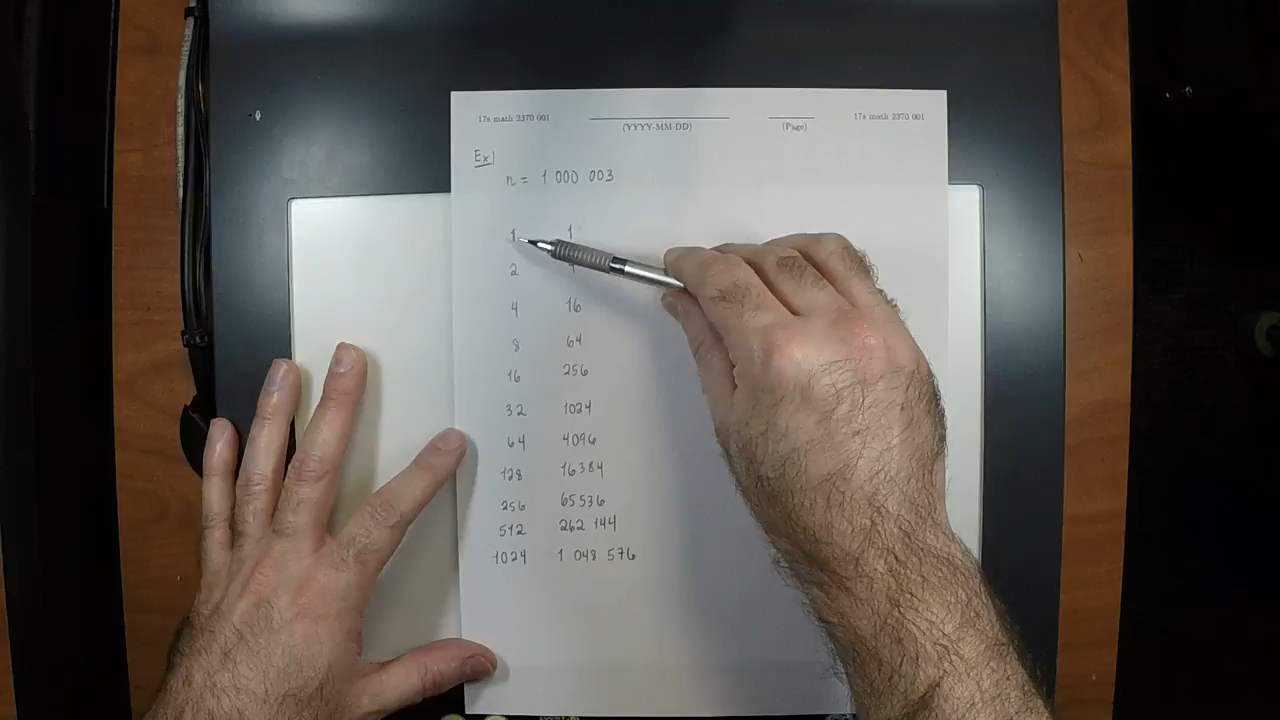 17s math 2370 001 (YYYY-MM-DD) (Page) 17s math 2370 001
Ex
n = 1 000 003
1 1
2
4 16
8 64
16 256
32 1024
64 4096
128 16384
256 65536
512 262 144
1024 1 048 576